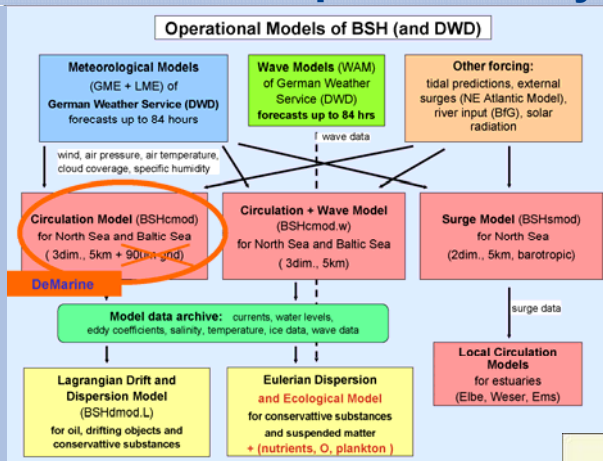 Operational Models of BSH (and DWD)
Meteorological Models
(GME + LME) of
German Weather Service (DWD)
forecasts up to 84 hours
Wave Models (WAM)
of German Weather
Service (DWD)
forecasts up to 84 hrs
Other forcing:
tidal predictions, external
surges (NE Atlantic Model),
river input (BfG), solar
radiation
wave data
wind, air pressure, air temperature,
cloud coverage, specific humidity
Circulation Model (BSHcmod)
for North Sea and Baltic Sea
( 3dim., 5km + 900m grid)
DeMarine
Circulation + Wave Model
(BSHcmod.w)
for North Sea and Baltic Sea
( 3dim., 5km)
Surge Model (BSHsmod)
for North Sea
(2dim., 5km, barotropic)
Model data archive: currents, water levels,
eddy coefficients, salinity, temperature, ice data, wave data
surge data
Lagrangian Drift and
Dispersion Model
(BSHdmod.L)
for oil, drifting objects and
conservative substances
Eulerian Dispersion
and Ecological Model
for conservattive substances
and suspended matter
+ (nutrients, O, plankton )
Local Circulation
Models
for estuaries
(Elbe, Weser, Ems)